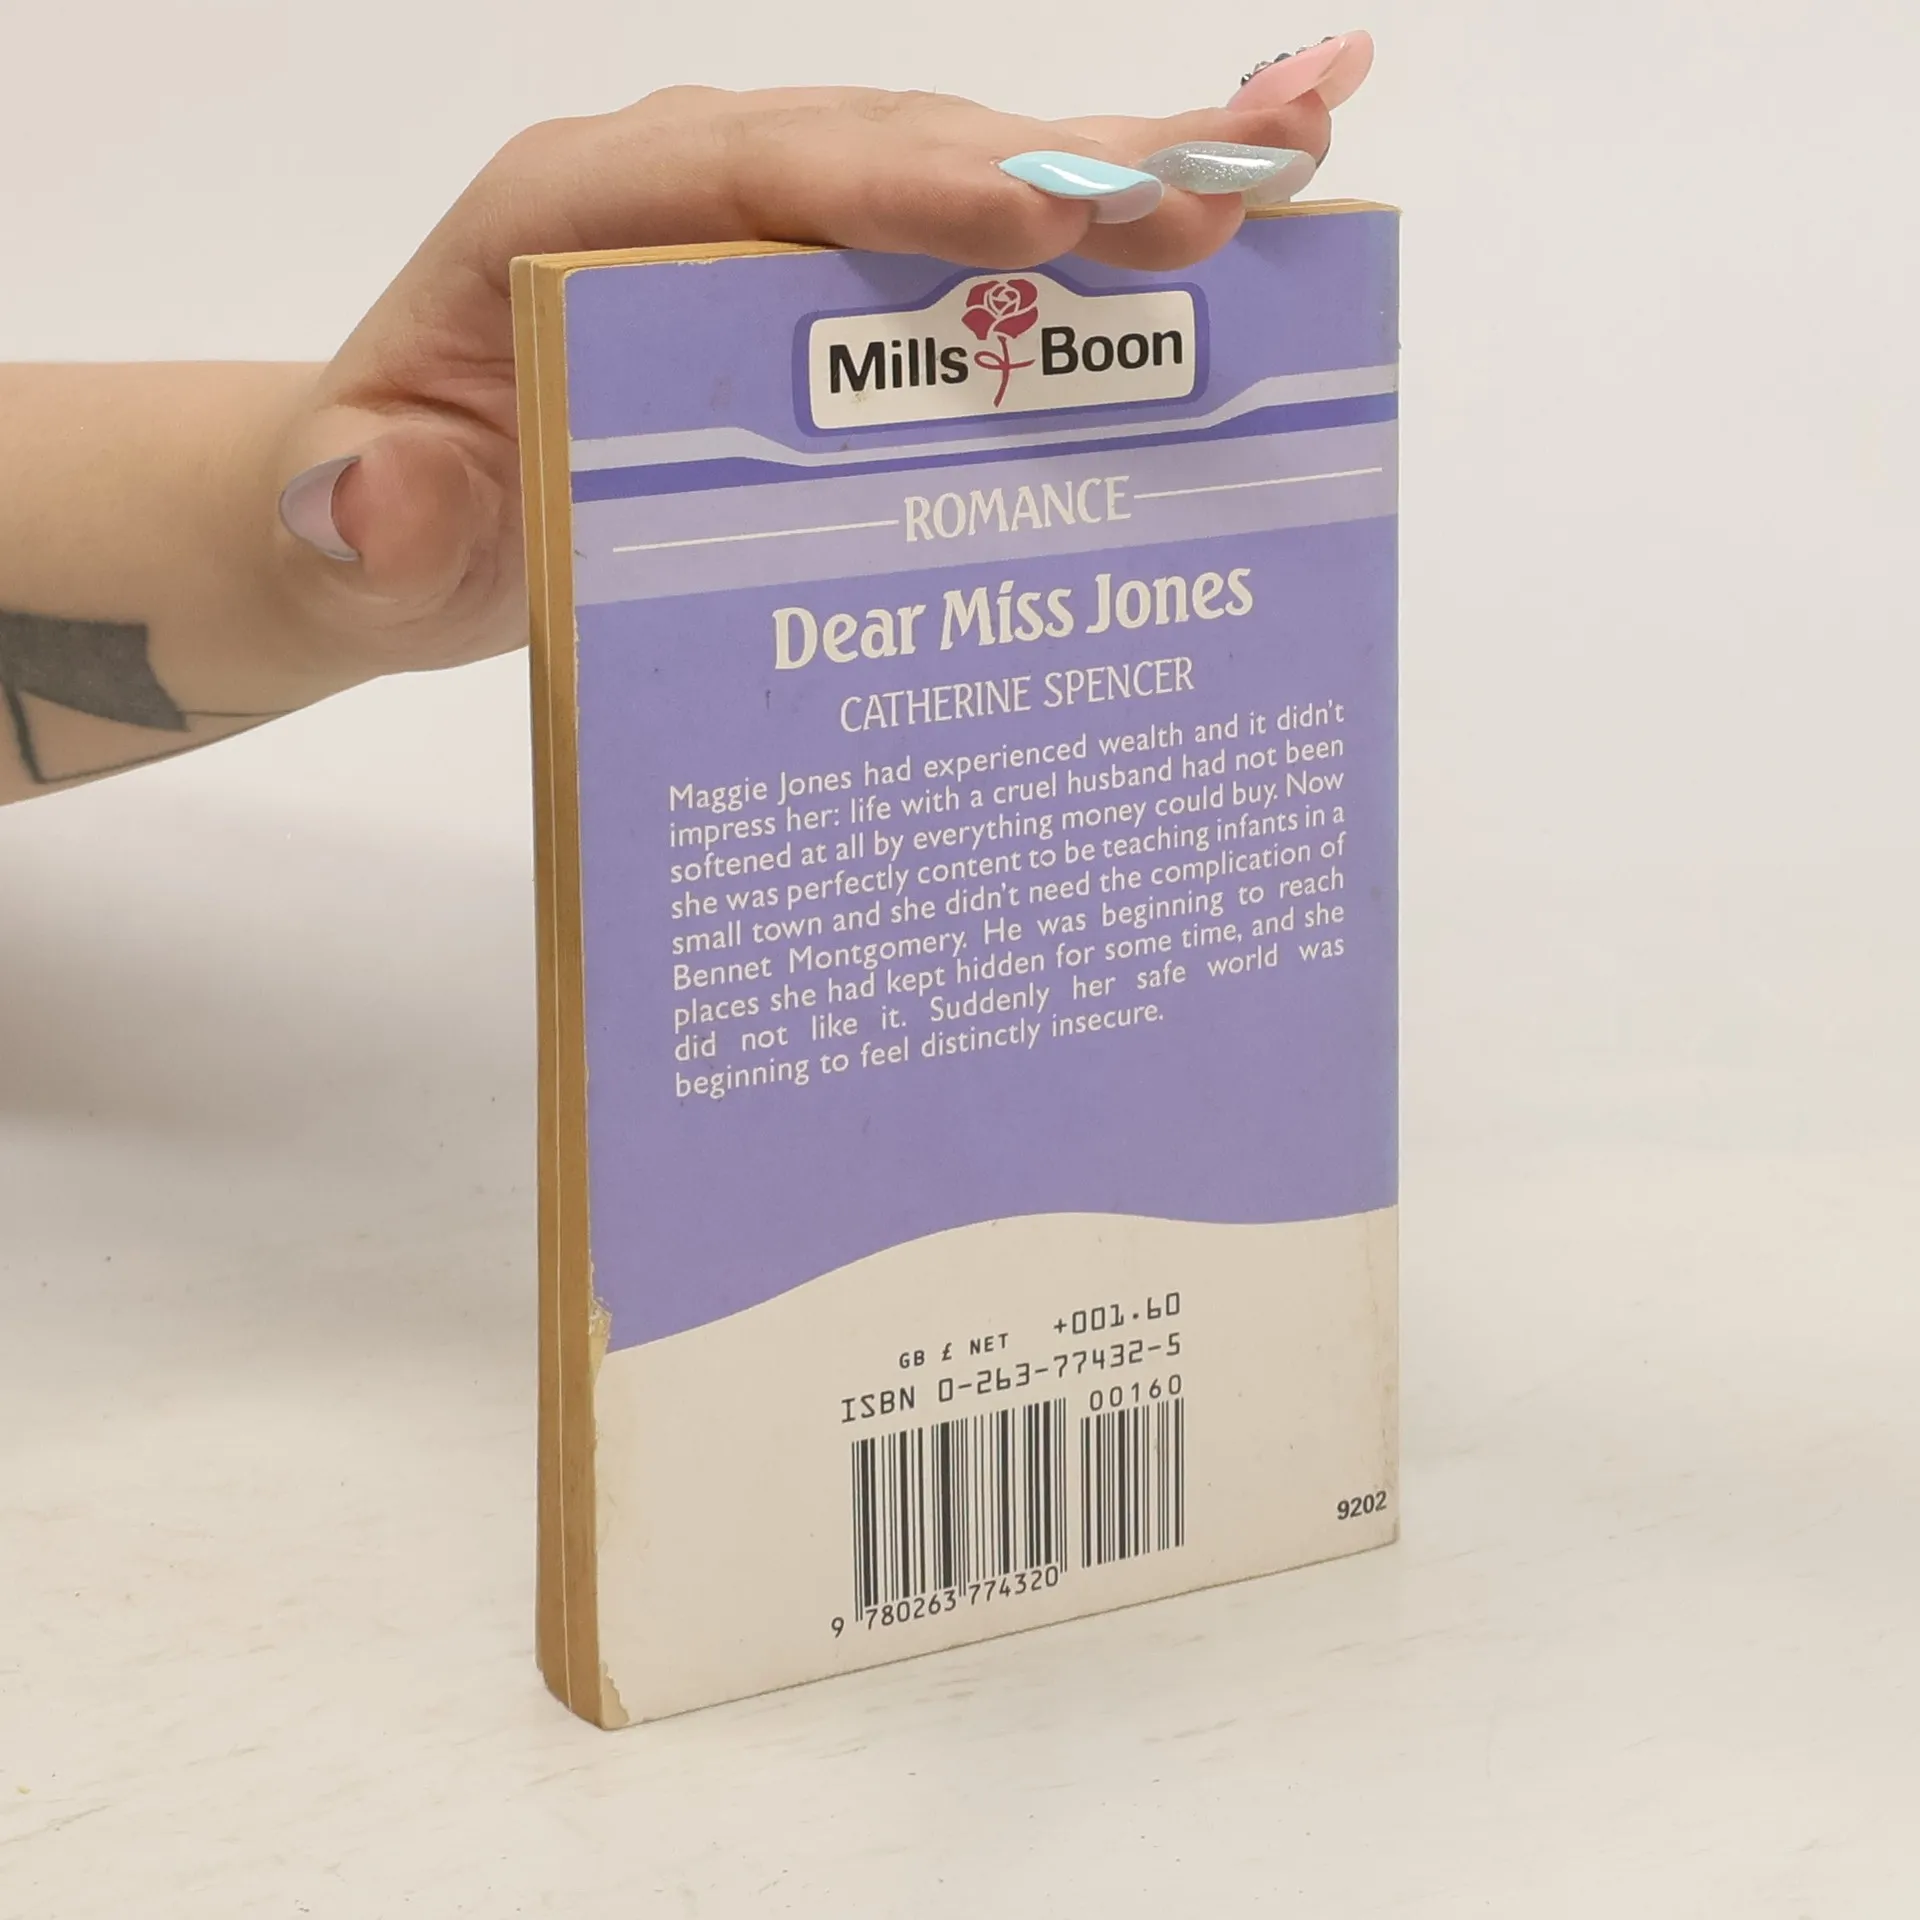 Mills & Boon
ROMANCE
Dear Miss Jones
CATHERINE SPENCER
Maggie Jones had experienced wealth and it didn't
impress her: life with a cruel husband had not been
softened at all by everything money could buy. Now
she was perfectly content to be teaching infants in a
small town and she didn't need the complication of
Bennet Montgomery. He was beginning to reach
places she had kept hidden for some time, and she
did not like it. Suddenly her safe world was
beginning to feel distinctly insecure.
GB £ NET +001.60
ISBN 0-263-77432-5
00160
9 780263 774320
9202